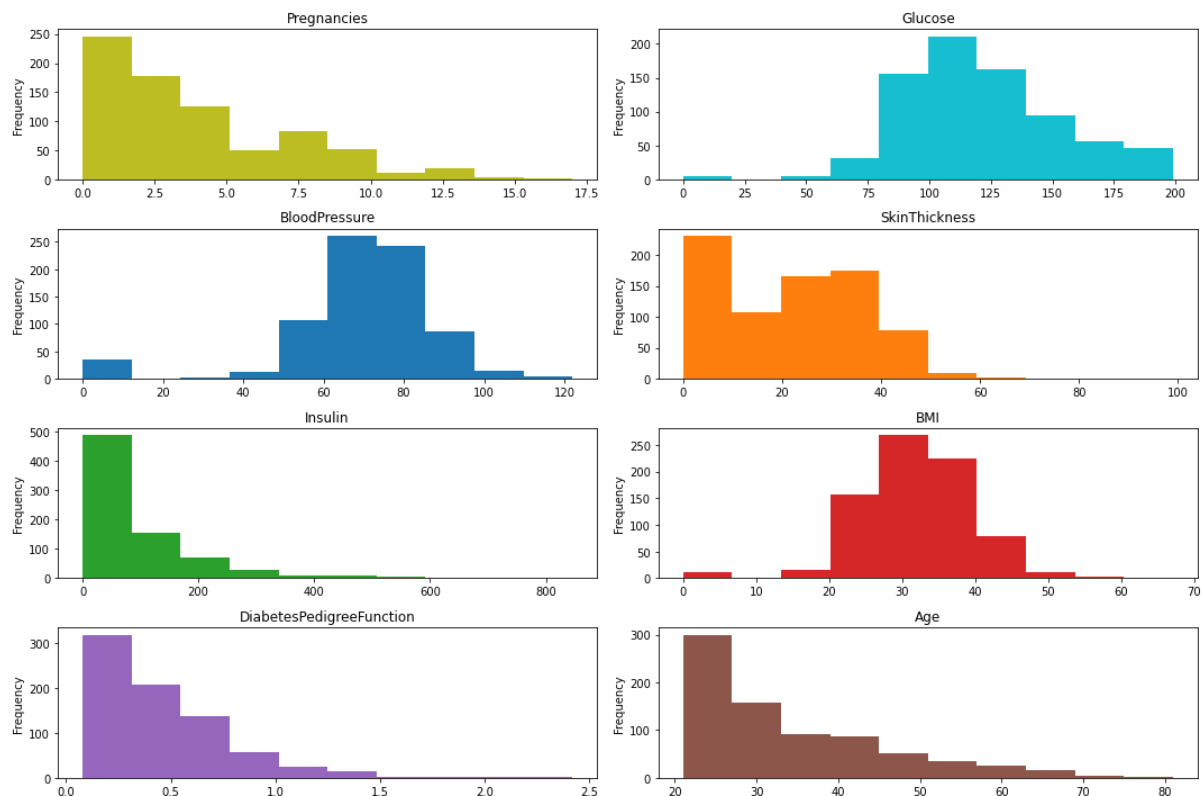 Pregnancies
Frequency
250
200
150
100
50
0
0.0 2.5 5.0 7.5 10.0 12.5 15.0 17.5
Glucose
Frequency
200
150
100
50
0
0 25 50 75 100 125 150 175 200
BloodPressure
Frequency
250
200
150
100
50
0
0 20 40 60 80 100 120
SkinThickness
Frequency
200
150
100
50
0
0 20 40 60 80 100
Insulin
Frequency
500
400
300
200
100
0
0 200 400 600 800
BMI
Frequency
250
200
150
100
50
0
0 10 20 30 40 50 60 70
DiabetesPedigreeFunction
Frequency
300
200
100
0
0.0 0.5 1.0 1.5 2.0 2.5
Age
Frequency
300
200
100
0
20 30 40 50 60 70 80